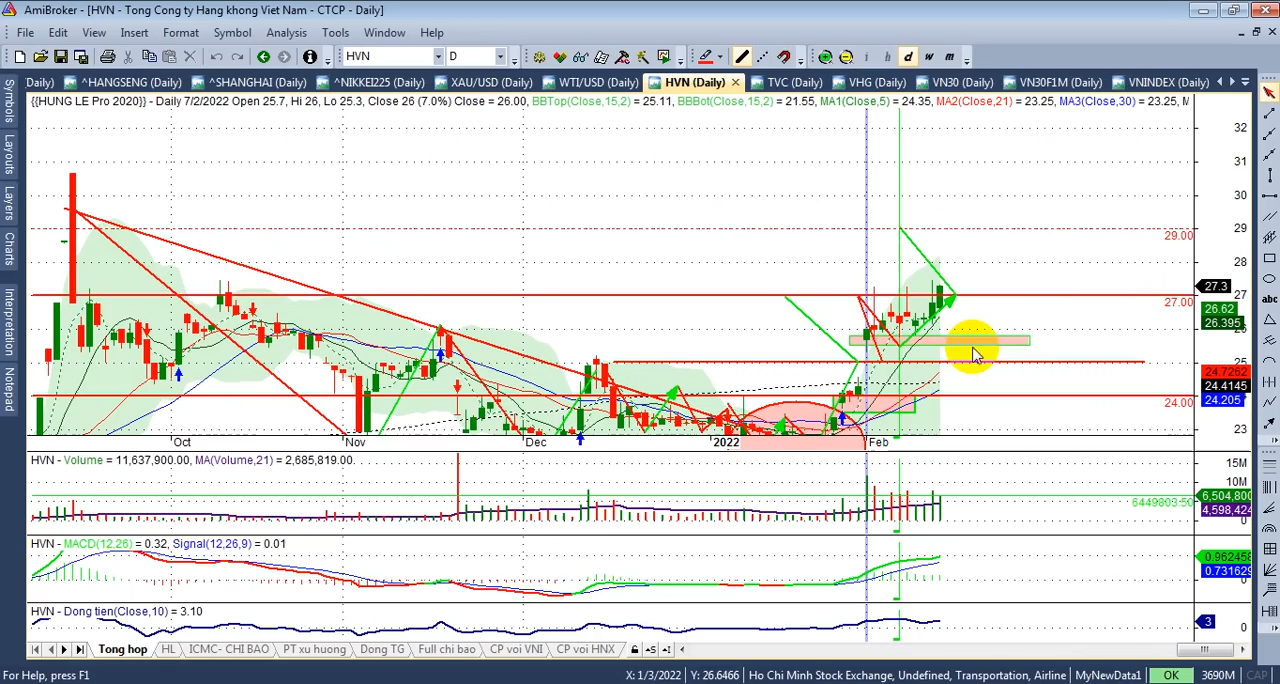 AmiBroker - [HVN - Tong Cong ty Hang khong Viet Nam - CTCP - Daily]
File Edit View Insert Format Symbol Analysis Tools Window Help
HVN D i h d w m
Daily) ^HANGSENG (Daily) ^SHANGHAI (Daily) ^NIKKEI225 (Daily) XAU/USD (Daily) WTI/USD (Daily) HVN (Daily) TVC (Daily) VHG (Daily) VN30 (Daily) VN30F1M (Daily) VNINDEX (Daily)
Symbols
Layouts
Layers
Charts
Interpretation
Notepad
{{HUNG LE Pro 2020}} - Daily 7/2/2022 Open 25.7, Hi 26, Lo 25.3, Close 26 (7.0%) Close = 26.00, BBTop(Close,15,2) = 25.11, BBBot(Close,15,2) = 21.55, MA1(Close,5) = 24.35, MA2(Close,21) = 23.25, MA3(Close,30) = 23.25, M
32
31
30
29
29.00
28
27.3
27
27.00
26.62
26.395
26
25
24.7262
24.4145
24.205
24
24.00
23
Oct Nov Dec 2022 Feb
HVN - Volume = 11,637,900.00, MA(Volume,21) = 2,685,819.00
15M
10M
6449803.50
6,504,800
4,598,424
0
HVN - MACD(12,26) = 0.32, Signal(12,26,9) = 0.01
0.962458
0.731629
0
HVN - Dong tien(Close,10) = 3.10
3
0
Tong hop HL ICMC- CHI BAO PT xu huong Dong TG Full chi bao CP voi VNI CP voi HNX
abc
For Help, press F1 X: 1/3/2022 Y: 26.6466 Ho Chi Minh Stock Exchange, Undefined, Transportation, Airline MyNewData1 OK 3690M CAP